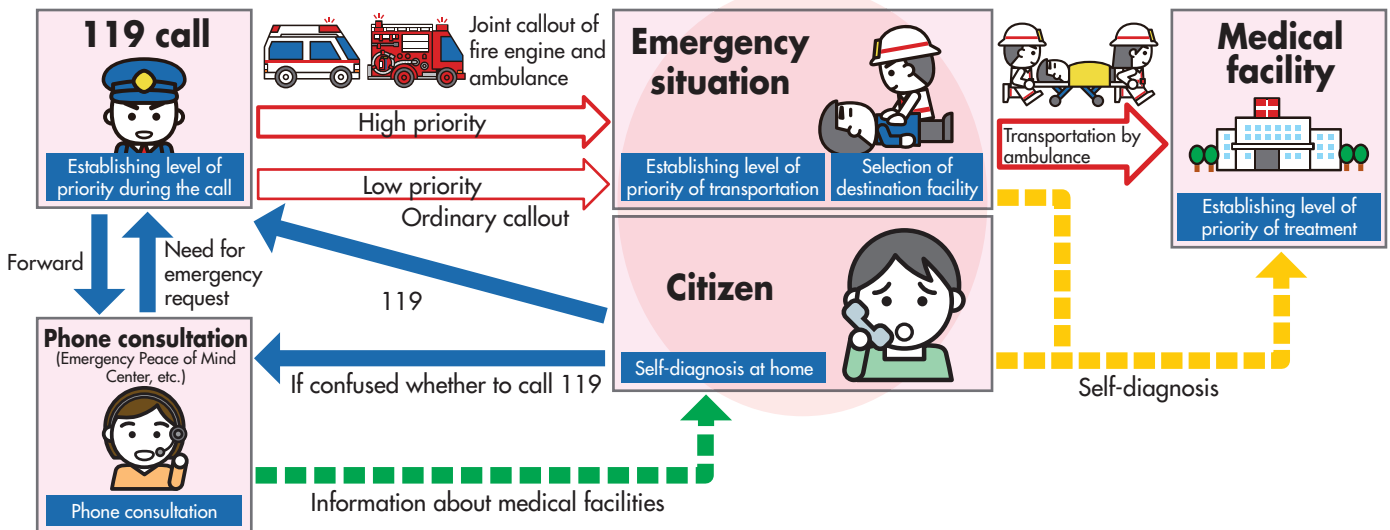 119 call
Establishing level of
priority during the call
Joint callout of
fire engine and
ambulance
High priority
Low priority
Ordinary callout
Emergency
situation
Establishing level of
priority of transportation
Selection of
destination facility
Transportation by
ambulance
Medical
facility
Establishing level of
priority of treatment
Forward
Need for
emergency
request
119
Citizen
Self-diagnosis at home
If confused whether to call 119
Self-diagnosis
Phone consultation
(Emergency Peace of Mind
Center, etc.)
Phone consultation
Information about medical facilities